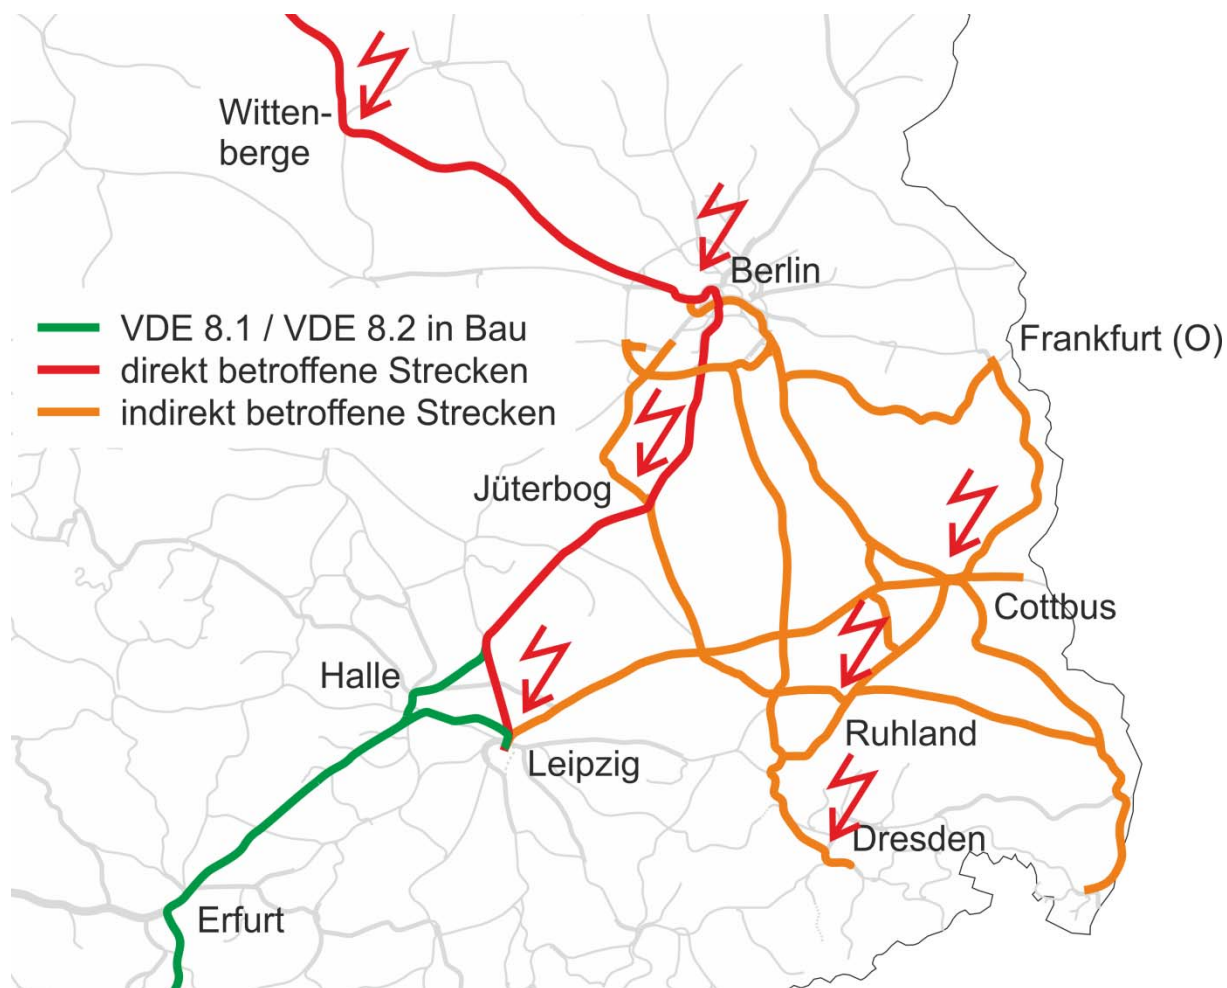 Witten-
berge
Berlin
VDE 8.1 / VDE 8.2 in Bau
direkt betroffene Strecken
indirekt betroffene Strecken
Frankfurt (O)
Jüterbog
Cottbus
Halle
Ruhland
Leipzig
Dresden
Erfurt